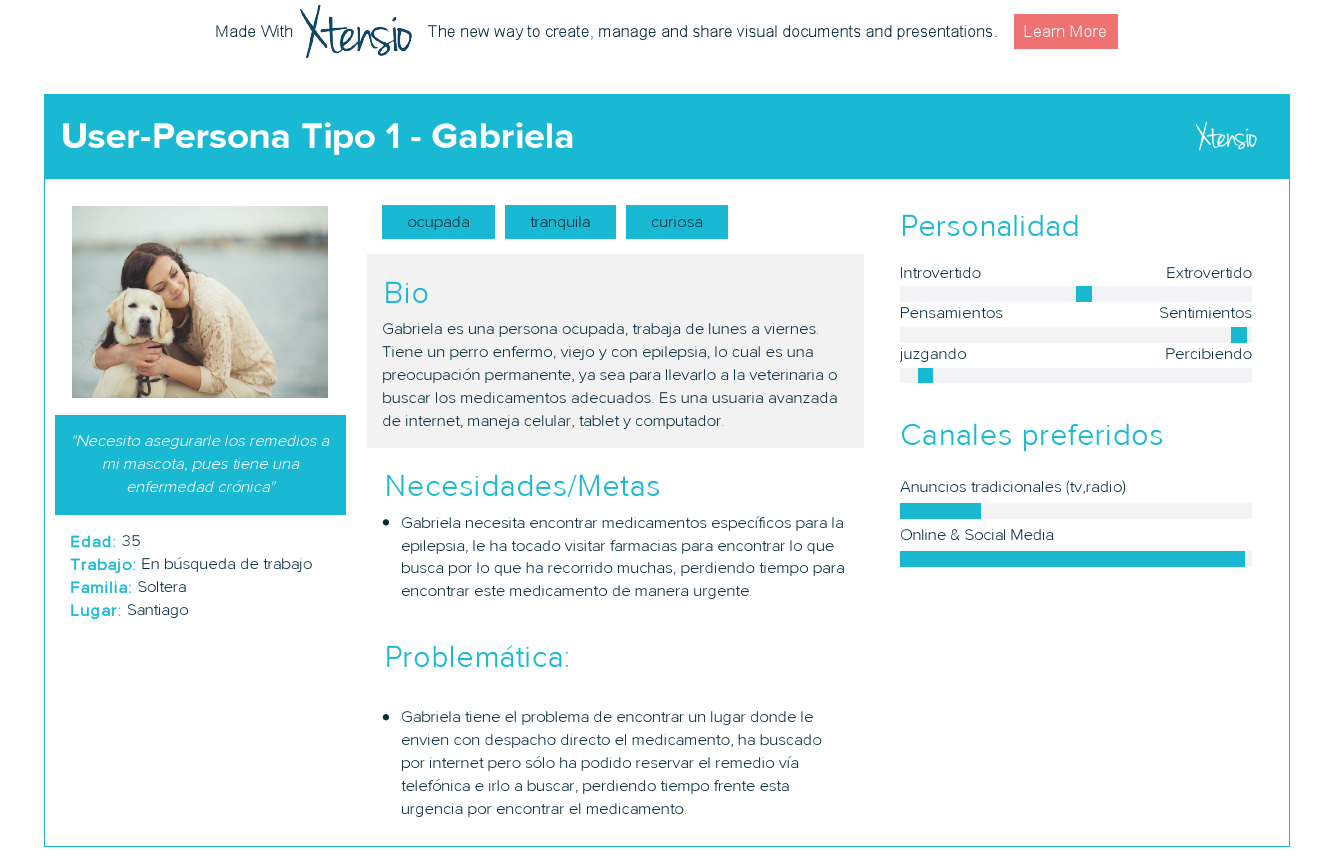 Made With Xtensio The new way to create, manage and share visual documents and presentations. Learn More
User-Persona Tipo 1 - Gabriela
Xtensio
"Necesito asegurarle los remedios a
mi mascota, pues tiene una
enfermedad crónica"
Edad: 35
Trabajo: En búsqueda de trabajo
Familia: Soltera
Lugar: Santiago
ocupada tranquila curiosa
Bio
Gabriela es una persona ocupada, trabaja de lunes a viernes.
Tiene un perro enfermo, viejo y con epilepsia, lo cual es una
preocupación permanente, ya sea para llevarlo a la veterinaria o
buscar los medicamentos adecuados. Es una usuaria avanzada
de internet, maneja celular, tablet y computador.
Necesidades/Metas
• Gabriela necesita encontrar medicamentos específicos para la
epilepsia, le ha tocado visitar farmacias para encontrar lo que
busca por lo que ha recorrido muchas, perdiendo tiempo para
encontrar este medicamento de manera urgente.
Problemática:
• Gabriela tiene el problema de encontrar un lugar donde le
envien con despacho directo el medicamento, ha buscado
por internet pero sólo ha podido reservar el remedio vía
telefónica e irlo a buscar, perdiendo tiempo frente esta
urgencia por encontrar el medicamento.
Personalidad
Introvertido Extrovertido
Pensamientos Sentimientos
juzgando Percibiendo
Canales preferidos
Anuncios tradicionales (tv,radio)
Online & Social Media